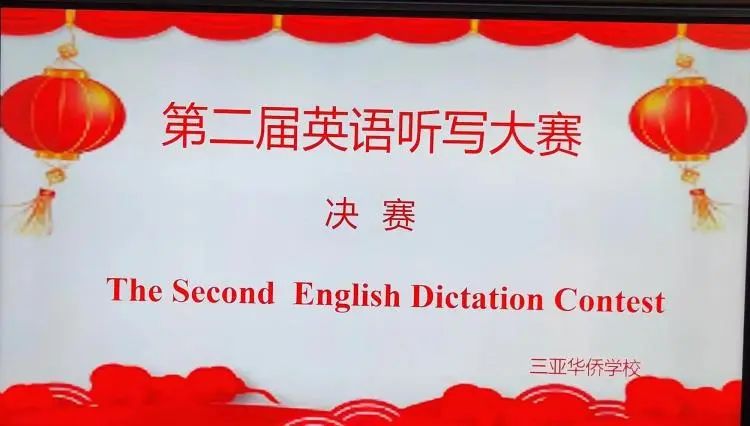 第二届英语听写大赛
决 赛
The Second English Dictation Contest
三亚华侨学校